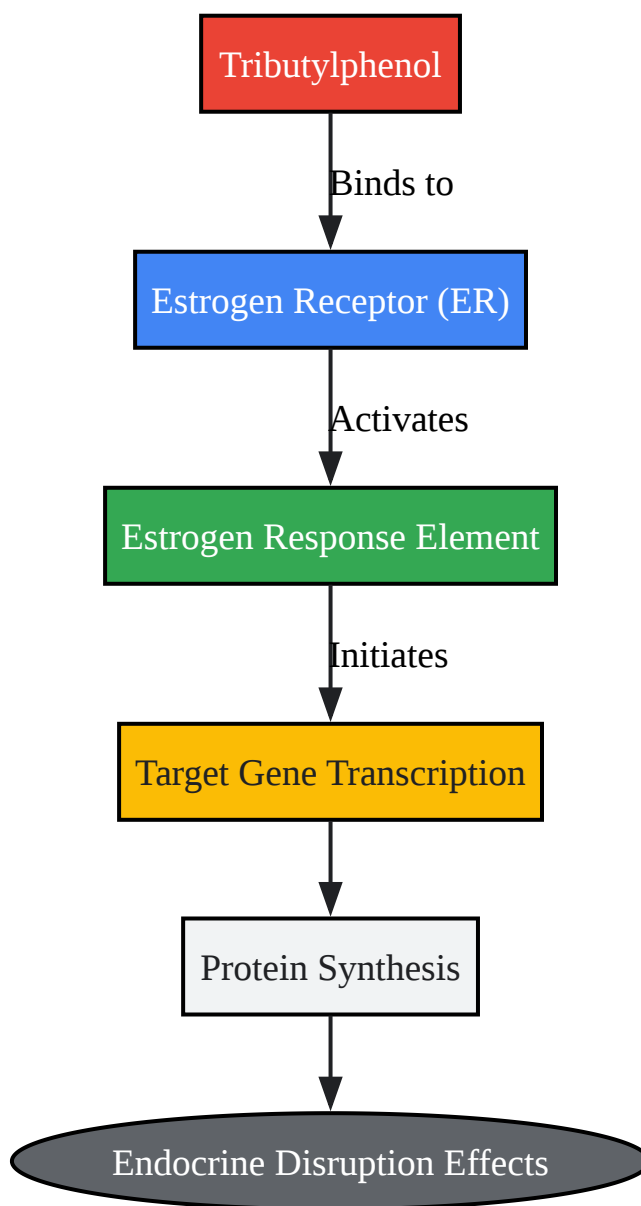 Tributylphenol
Binds to
Estrogen Receptor (ER)
Activates
Estrogen Response Element
Initiates
Target Gene Transcription
Protein Synthesis
Endocrine Disruption Effects